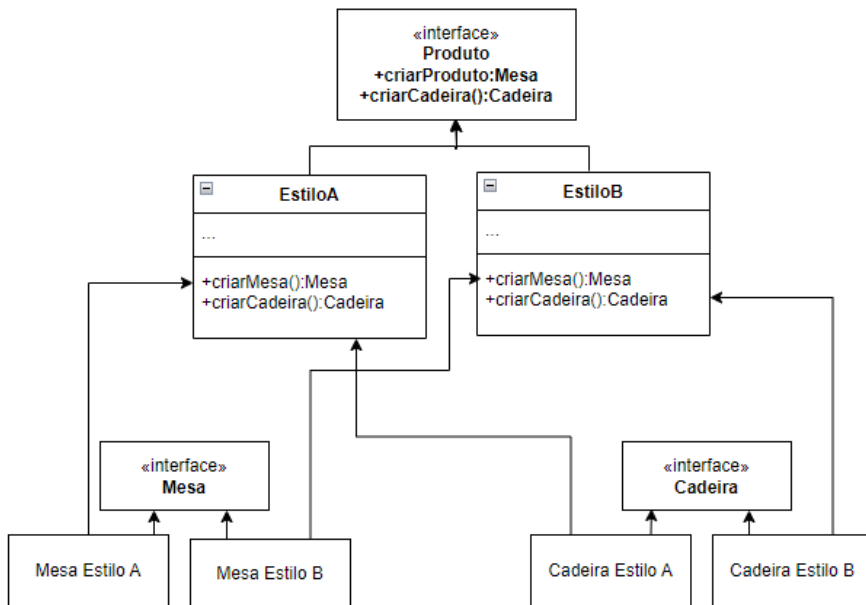 «interface»
Produto
+criarProduto:Mesa
+criarCadeira():Cadeira
EstiloA
...
+criarMesa():Mesa
+criarCadeira():Cadeira
EstiloB
...
+criarMesa():Mesa
+criarCadeira():Cadeira
«interface»
Mesa
«interface»
Cadeira
Mesa Estilo A
Mesa Estilo B
Cadeira Estilo A
Cadeira Estilo B